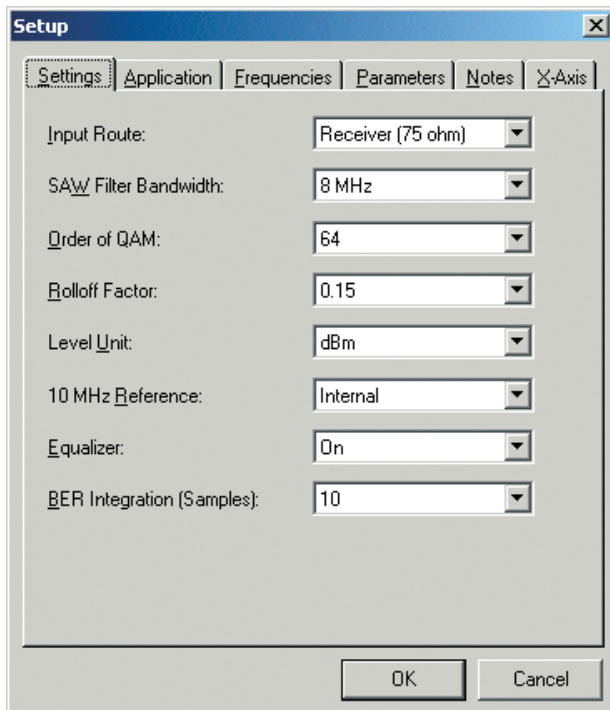 Setup
Settings Application Frequencies Parameters Notes X-Axis
Input Route: Receiver (75 ohm)
SAW Filter Bandwidth: 8 MHz
Order of QAM: 64
Rolloff Factor: 0.15
Level Unit: dBm
10 MHz Reference: Internal
Equalizer: On
BER Integration (Samples): 10
OK Cancel